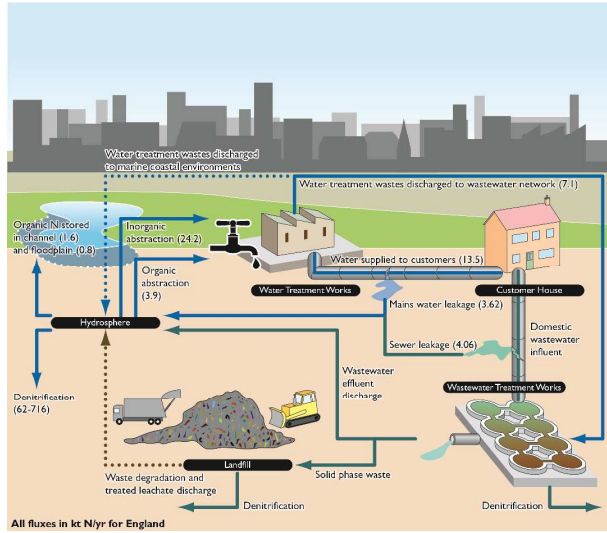 Water treatment wastes discharged
to marine coastal environments
Water treatment wastes discharged to wastewater network (7.1)
Organic N stored
in channel (1.6)
and floodplain (0.8)
Inorganic
abstraction (24.2)
Organic
abstraction
(3.9)
Water supplied to customers (13.5)
Water Treatment Works
Customer House
Mains water leakage (3.62)
Hydrosphere
Sewer leakage (4.06)
Domestic
wastewater
influent
Wastewater
effluent
discharge
Wastewater Treatment Works
Denitrification
(62-716)
Landfill
Waste degradation and
treated leachate discharge
Solid phase waste
Denitrification
Denitrification
All fluxes in kt N/yr for England